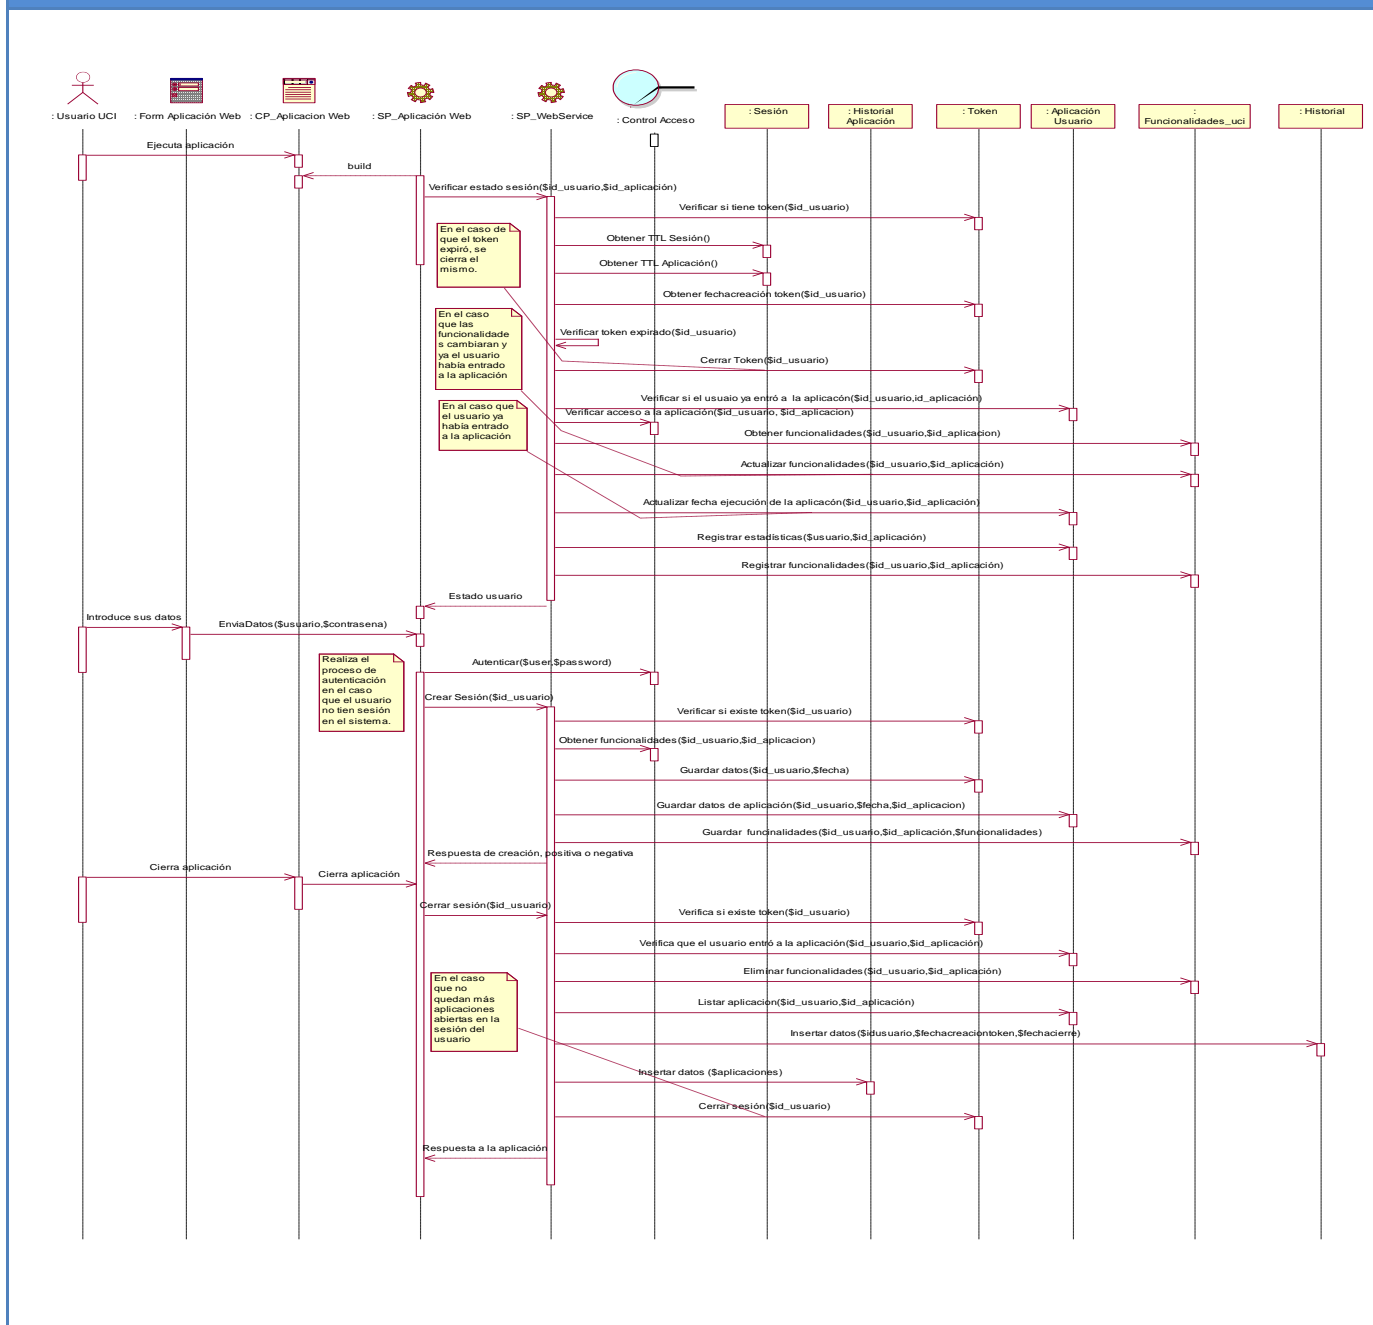 : Usuario UCI
: Form Aplicación Web
: CP_Aplicacion Web
: SP_Aplicación Web
: SP_WebService
: Control Acceso
: Sesión
: Historial
Aplicación
: Token
: Aplicación
Usuario
:
Funcionalidades_uci
: Historial
Ejecuta aplicación
build
Verificar estado sesión($id_usuario,$id_aplicación)
Verificar si tiene token($id_usuario)
En el caso de
que el token
expiró, se
cierra el
mismo.
Obtener TTL Sesión()
Obtener TTL Aplicación()
Obtener fechacreación token($id_usuario)
En el caso
que las
funcionalidade
s cambiaran y
ya el usuario
había entrado
a la aplicación
Verificar token expirado($id_usuario)
Cerrar Token($id_usuario)
Verificar si el usuaio ya entró a la aplicacón($id_usuario,id_aplicación)
En al caso que
el usuario ya
había entrado
a la aplicación
Verificar acceso a la aplicación($id_usuario, $id_aplicacion)
Obtener funcionalidades($id_usuario,$id_aplicacion)
Actualizar funcionalidades($id_usuario,$id_aplicación)
Actualizar fecha ejecución de la aplicacón($id_usuario,$id_aplicación)
Registrar estadísticas($usuario,$id_aplicación)
Registrar funcionalidades($id_usuario,$id_aplicación)
Estado usuario
Introduce sus datos
EnviaDatos($usuario,$contrasena)
Realiza el
proceso de
autenticación
en el caso
que el usuario
no tien sesión
en el sistema.
Autenticar($user,$password)
Crear Sesión($id_usuario)
Verificar si existe token($id_usuario)
Obtener funcionalidades($id_usuario,$id_aplicacion)
Guardar datos($id_usuario,$fecha)
Guardar datos de aplicación($id_usuario,$fecha,$id_aplicacion)
Guardar funcinalidades($id_usuario,$id_aplicación,$funcionalidades)
Respuesta de creación, positiva o negativa
Cierra aplicación
Cierra aplicación
Cerrar sesión($id_usuario)
Verifica si existe token($id_usuario)
Verifica que el usuario entró a la aplicación($id_usuario,$id_aplicación)
Eliminar funcionalidades($id_usuario,$id_aplicación)
En el caso
que no
quedan más
aplicaciones
abiertas en la
sesión del
usuario
Listar aplicacion($id_usuario,$id_aplicación)
Insertar datos($idusuario,$fechacreaciontoken,$fechacierre)
Insertar datos ($aplicaciones)
Cerrar sesión($id_usuario)
Respuesta a la aplicación